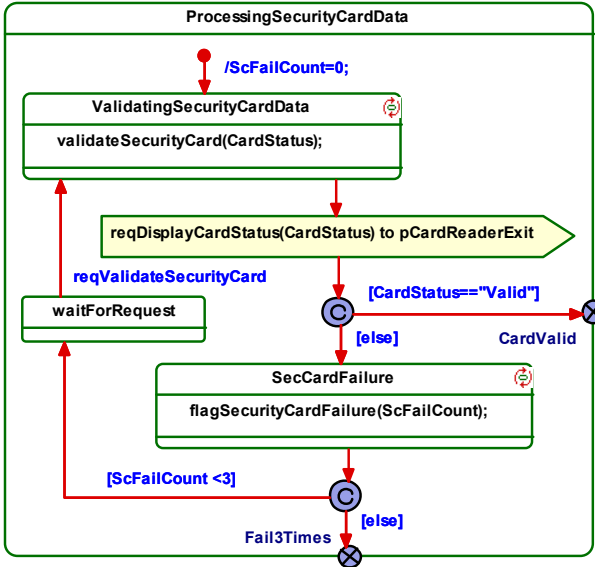 ProcessingSecurityCardData
/ScFailCount=0;
ValidatingSecurityCardData
validateSecurityCard(CardStatus);
reqDisplayCardStatus(CardStatus) to pCardReaderExit
reqValidateSecurityCard
[CardStatus=="Valid"]
waitForRequest
C
CardValid
[else]
SecCardFailure
flagSecurityCardFailure(ScFailCount);
[ScFailCount <3]
C
[else]
Fail3Times